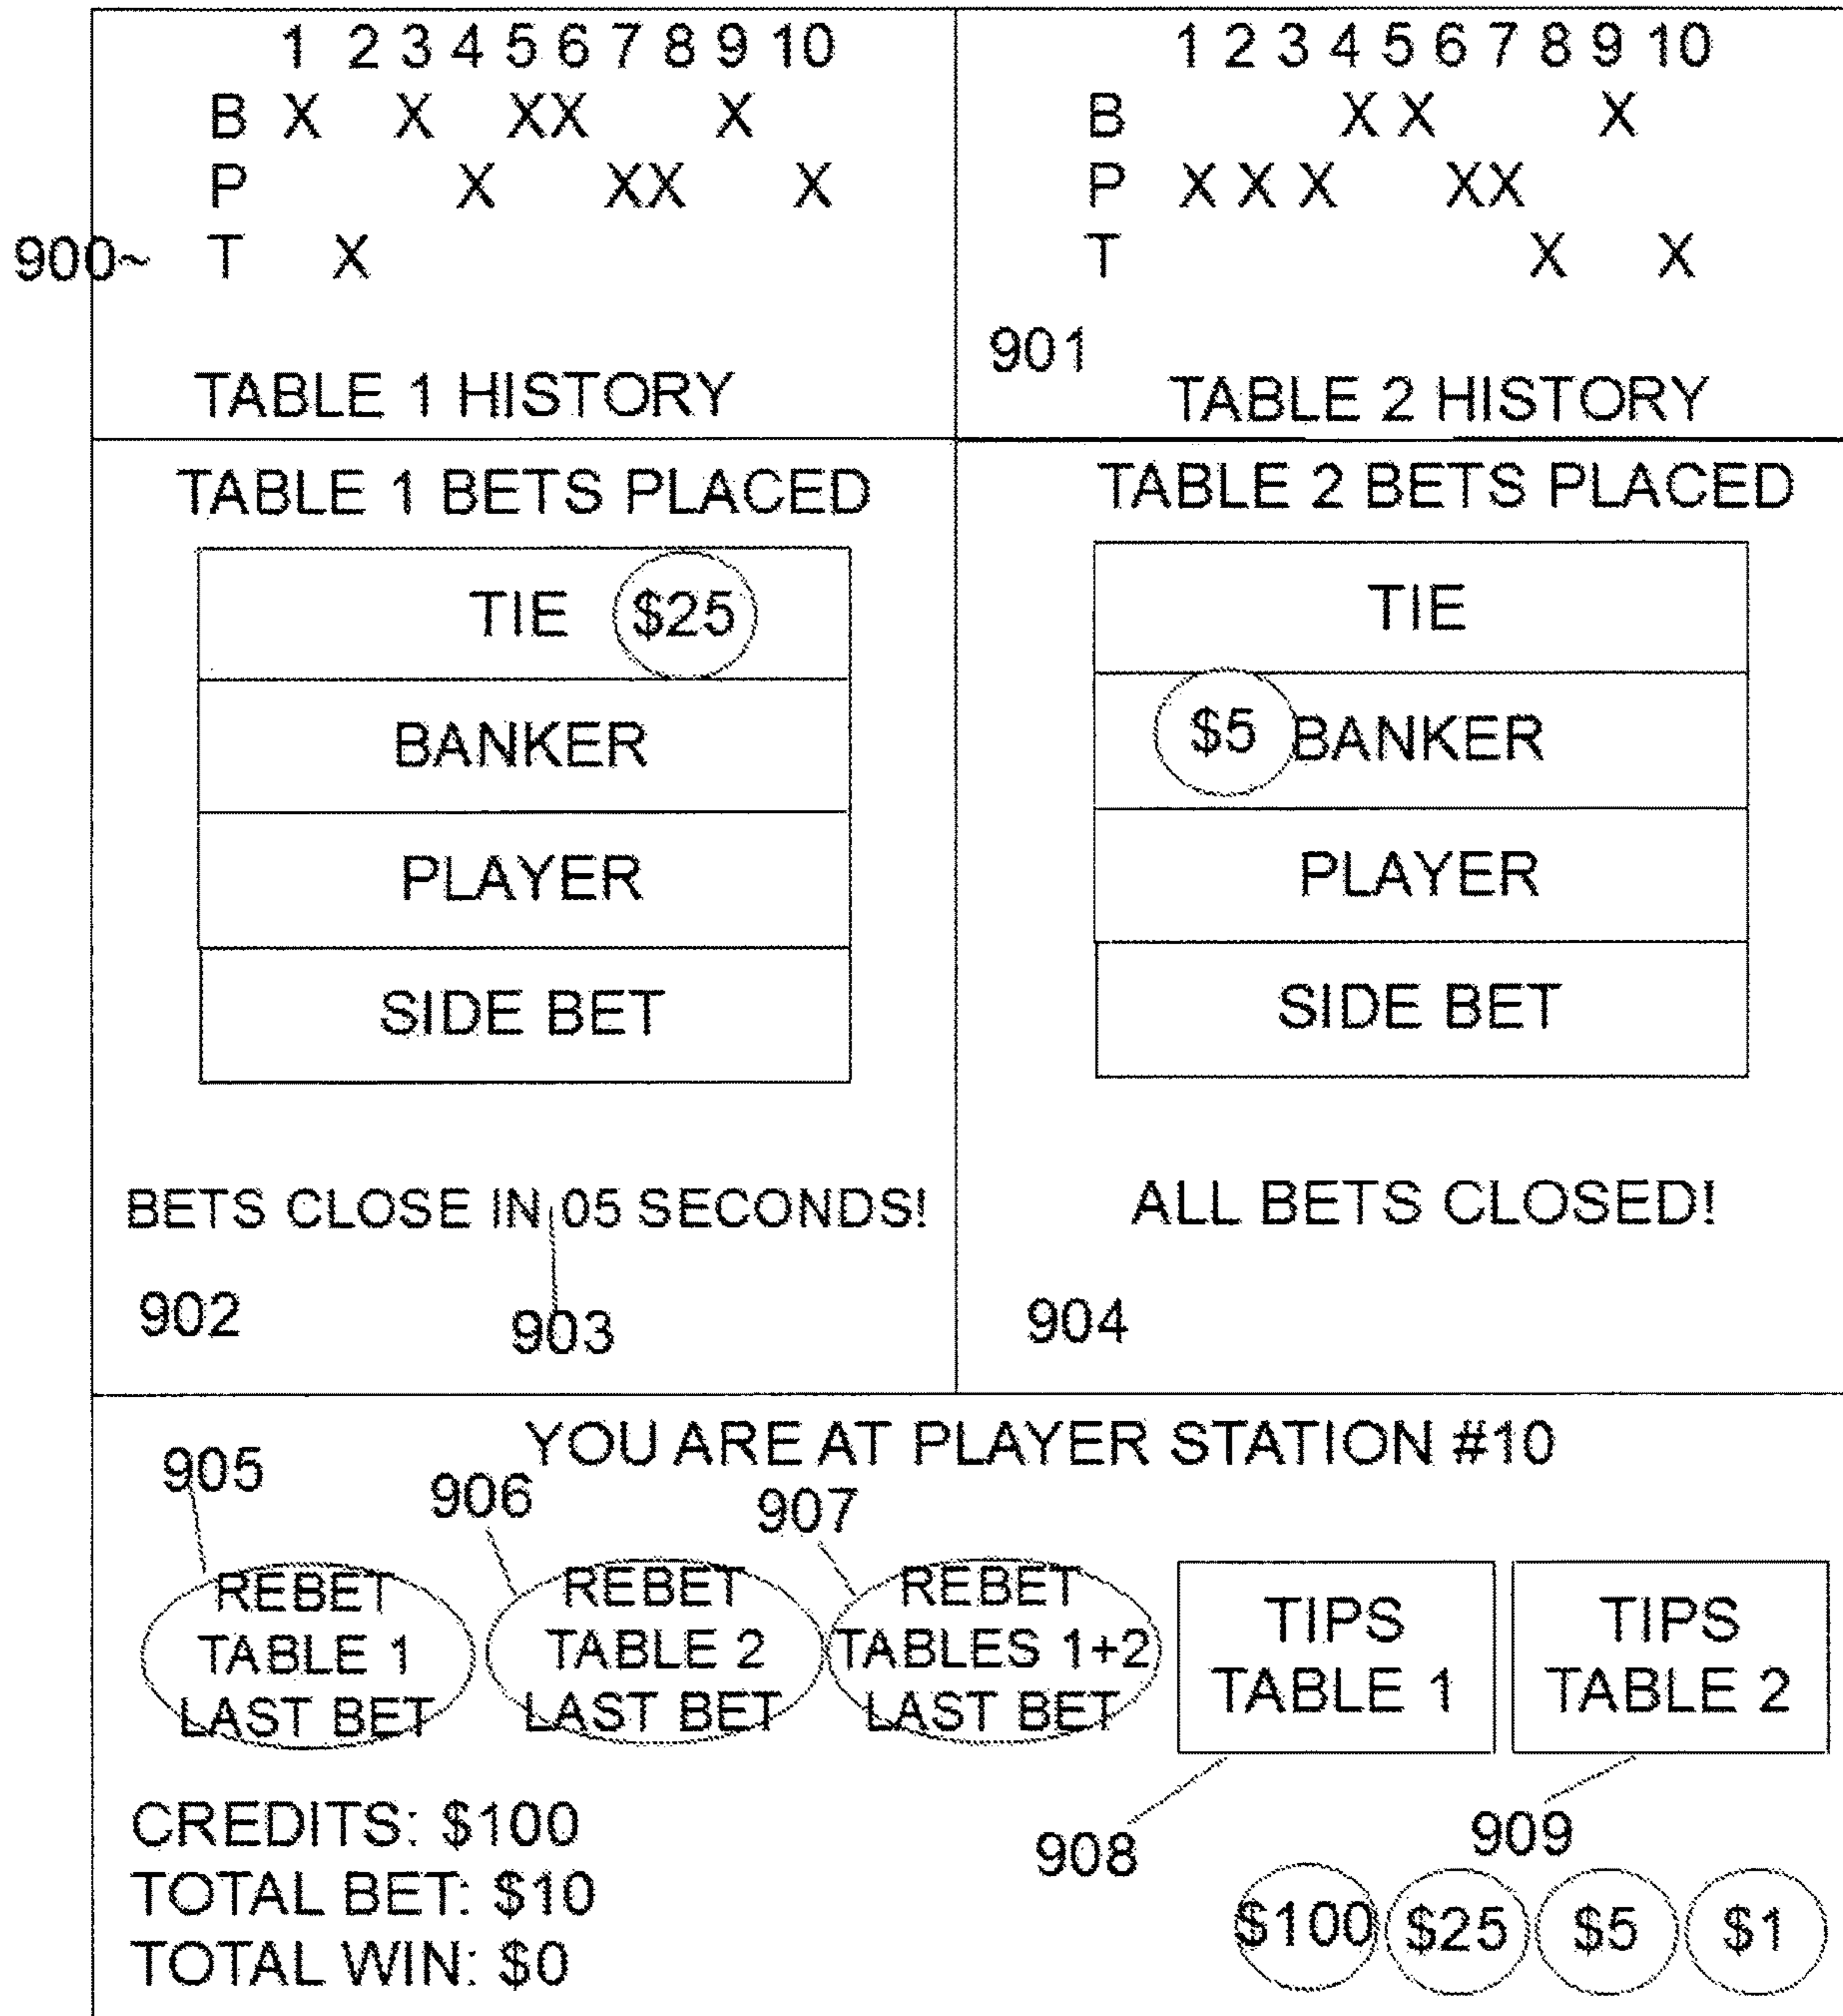 1 2 3 4 5 6 7 8 9 10
B X X XX X
P X XX X
900~ T X
TABLE 1 HISTORY
1 2 3 4 5 6 7 8 9 10
B X X X
P X X X XX
T X X
901
TABLE 2 HISTORY
TABLE 1 BETS PLACED
TIE $25
BANKER
PLAYER
SIDE BET
BETS CLOSE IN 05 SECONDS!
902
903
TABLE 2 BETS PLACED
TIE
$5 BANKER
PLAYER
SIDE BET
ALL BETS CLOSED!
904
YOU ARE AT PLAYER STATION #10
905
906
907
REBET
TABLE 1
LAST BET
REBET
TABLE 2
LAST BET
REBET
TABLES 1+2
LAST BET
TIPS
TABLE 1
TIPS
TABLE 2
908
909
CREDITS: $100
TOTAL BET: $10
TOTAL WIN: $0
$100 $25 $5 $1